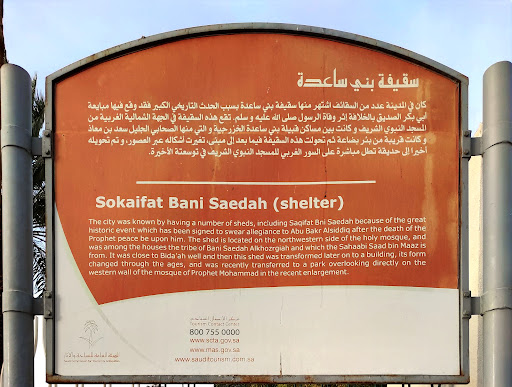 سقيفة بني ساعدة
كان في المدينة عدد من السقائف اشتهر منها سقيفة بني ساعدة بسبب الحدث التاريخي الكبير فقد وقع فيها مبايعة
أبي بكر الصديق بالخلافة إثر وفاة الرسول صلى الله عليه و سلم. تقع هذه السقيفة في الجهة الشمالية الغربية من
المسجد النبوي الشريف و كانت بين مساكن قبيلة بني ساعدة الخزرجية و التي منها الصحابي الجليل سعد بن معاذ
و كانت قريبة من بئر بضاعة ثم تحولت هذه السقيفة فيما بعد إلى مبنى، تغيرت أشكاله عبر العصور، و تم تحويله
أخيرا إلى حديقة تطل مباشرة على السور الغربي للمسجد النبوي الشريف في توسعته الأخيرة.
Sokaifat Bani Saedah (shelter)
The city was known by having a number of sheds, including Saqifat Bni Saedah because of the great
historic event which has been signed to swear allegiance to Abu Bakr Alsiddiq after the death of the
Prophet peace be upon him. The shed is located on the northwestern side of the holy mosque, and
was among the houses the tribe of Bani Saedah Alkhozrgiah and which the Sahaabi Saad bin Maaz is
from. It was close to Bida'ah well and then this shed was transformed later on to a building, its form
changed through the ages, and was recently transferred to a park overlooking directly on the
western wall of the mosque of Prophet Mohammad in the recent enlargement.
Tourism Contact Center
800 755 0000
www.scta.gov.sa
www.mas.gov.sa
www.sauditourism.com.sa
الهيئة العامة للسياحة والآثار